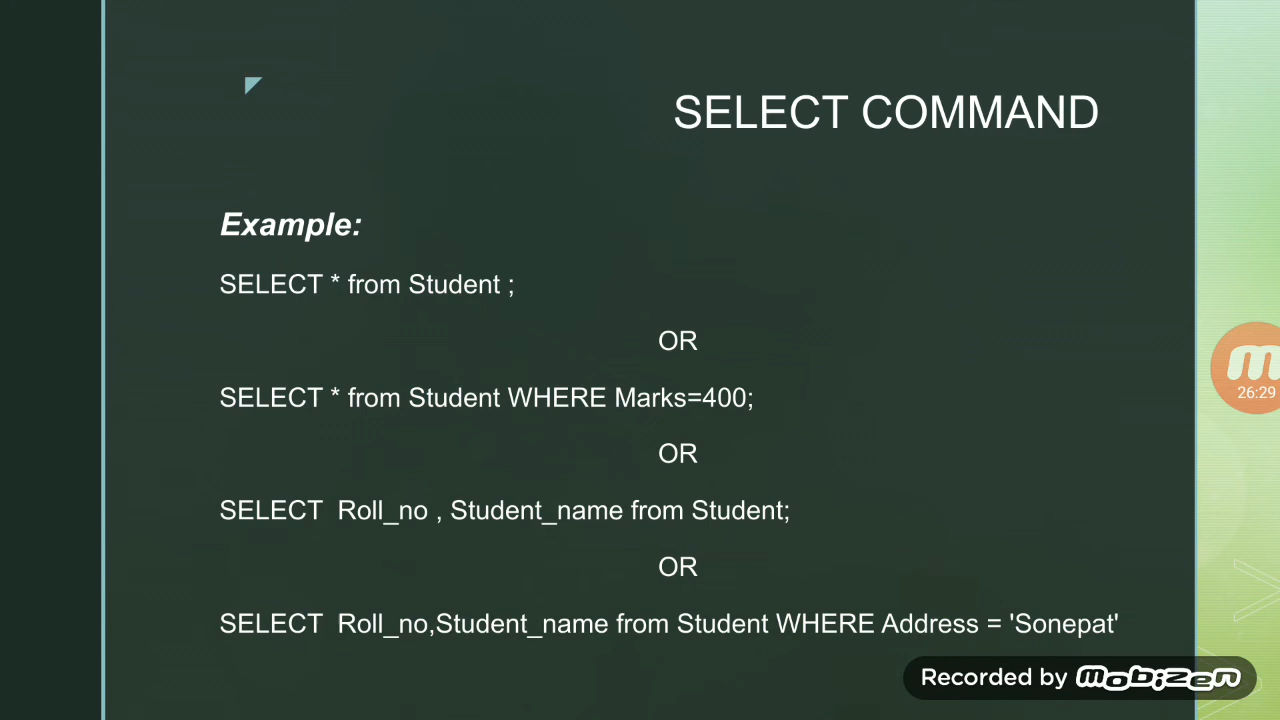 SELECT COMMAND
Example:
SELECT * from Student ;
OR
SELECT * from Student WHERE Marks=400;
OR
SELECT Roll_no , Student_name from Student;
OR
SELECT Roll_no,Student_name from Student WHERE Address = 'Sonepat'
26:29
Recorded by mobizen